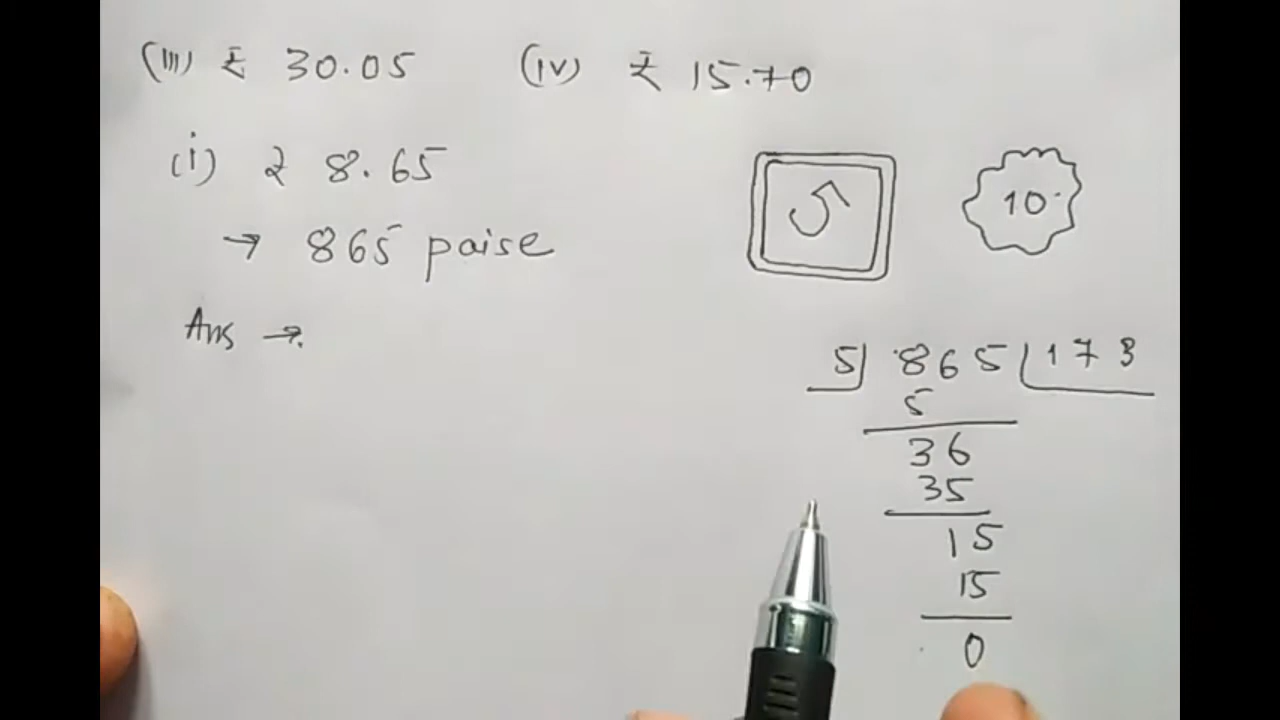 (iii) ₹ 30.05 (iv) ₹ 15.70
(i) ₹ 8.65
→ 865 paise
Ans →
5
10
5) 865 ( 173
5
36
35
15
15
0